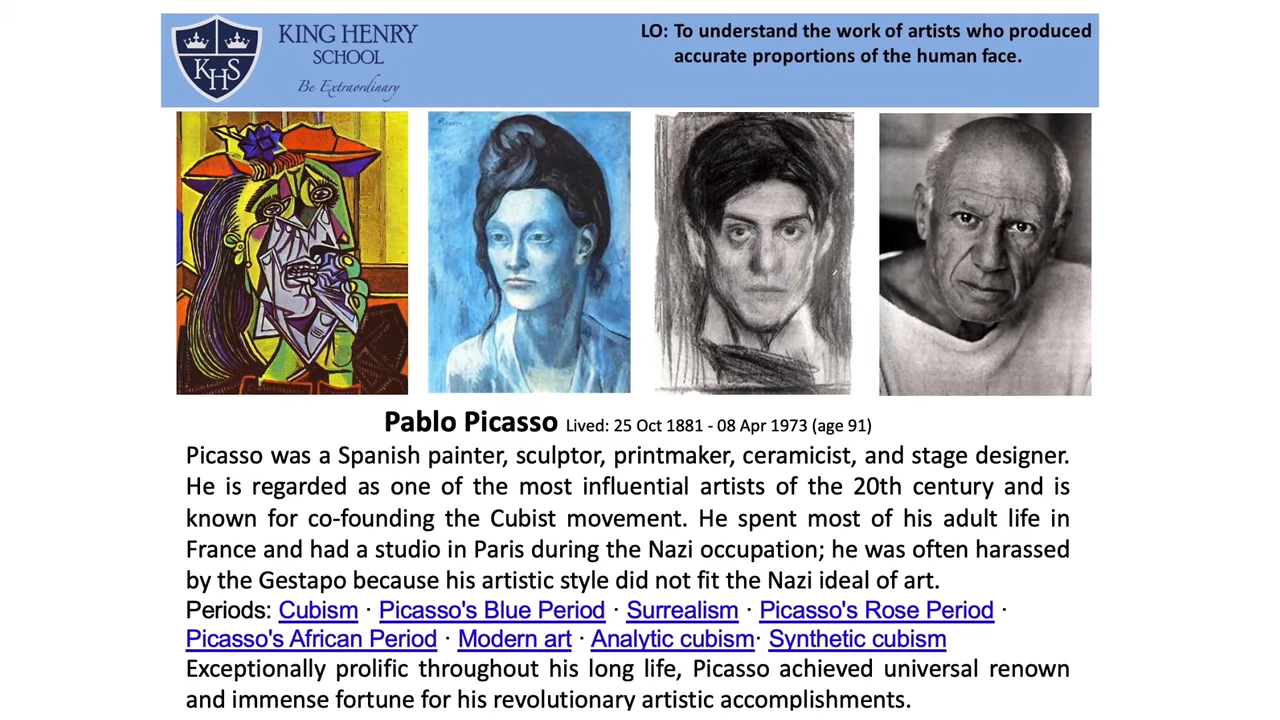 KING HENRY
SCHOOL
Be Extraordinary
KHS
LO: To understand the work of artists who produced
accurate proportions of the human face.
Pablo Picasso Lived: 25 Oct 1881 - 08 Apr 1973 (age 91)
Picasso was a Spanish painter, sculptor, printmaker, ceramicist, and stage designer.
He is regarded as one of the most influential artists of the 20th century and is
known for co-founding the Cubist movement. He spent most of his adult life in
France and had a studio in Paris during the Nazi occupation; he was often harassed
by the Gestapo because his artistic style did not fit the Nazi ideal of art.
Periods: Cubism · Picasso's Blue Period · Surrealism · Picasso's Rose Period ·
Picasso's African Period · Modern art · Analytic cubism· Synthetic cubism
Exceptionally prolific throughout his long life, Picasso achieved universal renown
and immense fortune for his revolutionary artistic accomplishments.